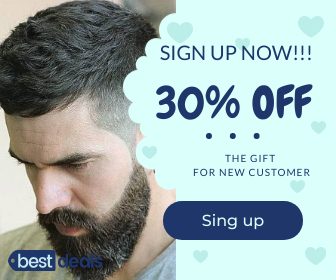 SIGN UP NOW!!!
30% OFF
THE GIFT
FOR NEW CUSTOMER
Sing up
best deals